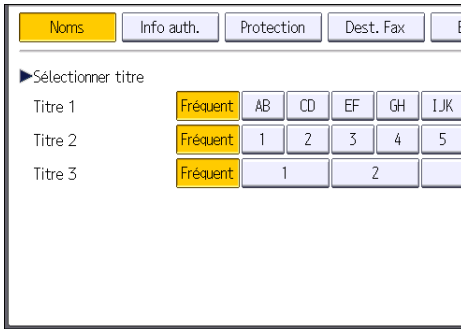 Noms Info auth. Protection Dest. Fax
▶Sélectionner titre
Titre 1 Fréquent AB CD EF GH IJK
Titre 2 Fréquent 1 2 3 4 5
Titre 3 Fréquent 1 2